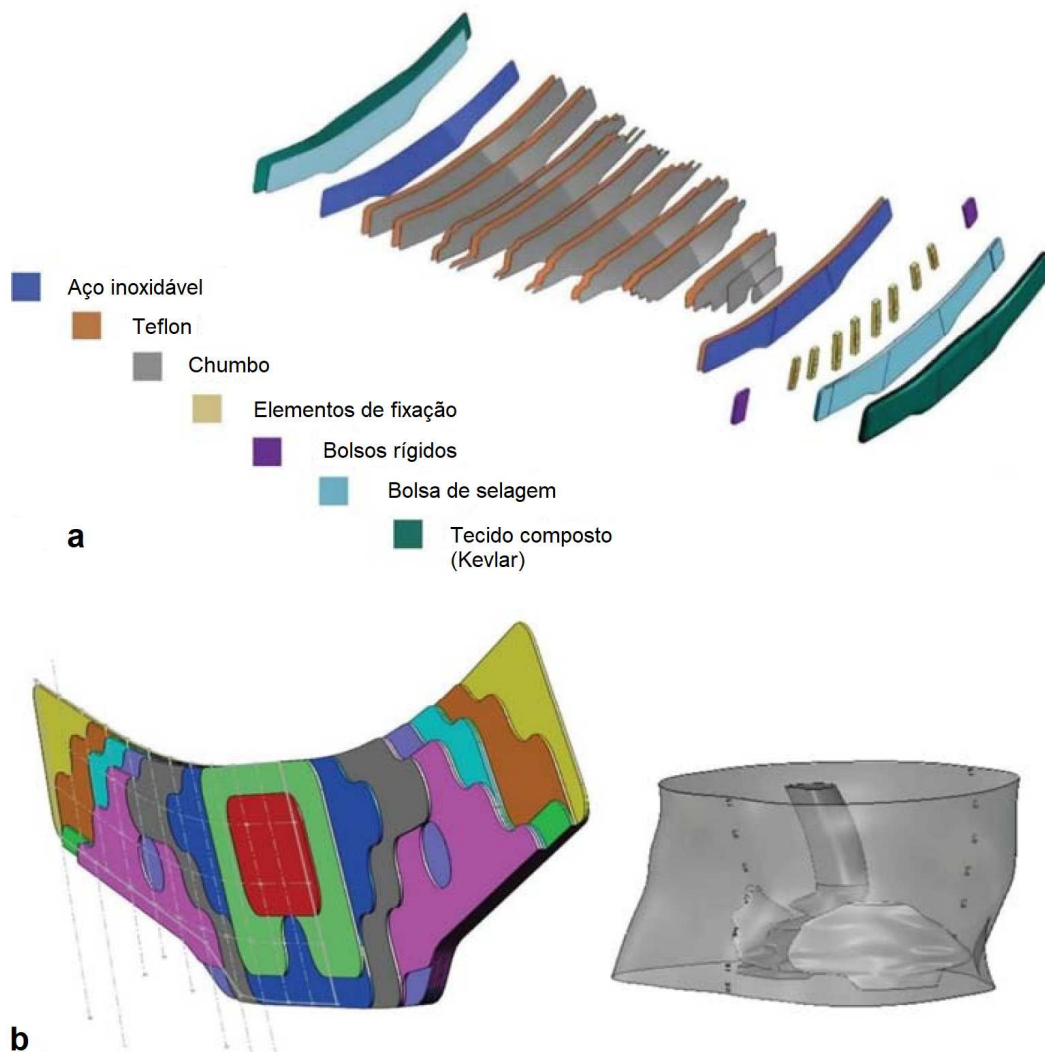 Aço inoxidável
Teflon
Chumbo
Elementos de fixação
Bolsos rígidos
Bolsa de selagem
a
Tecido composto
(Kevlar)
b